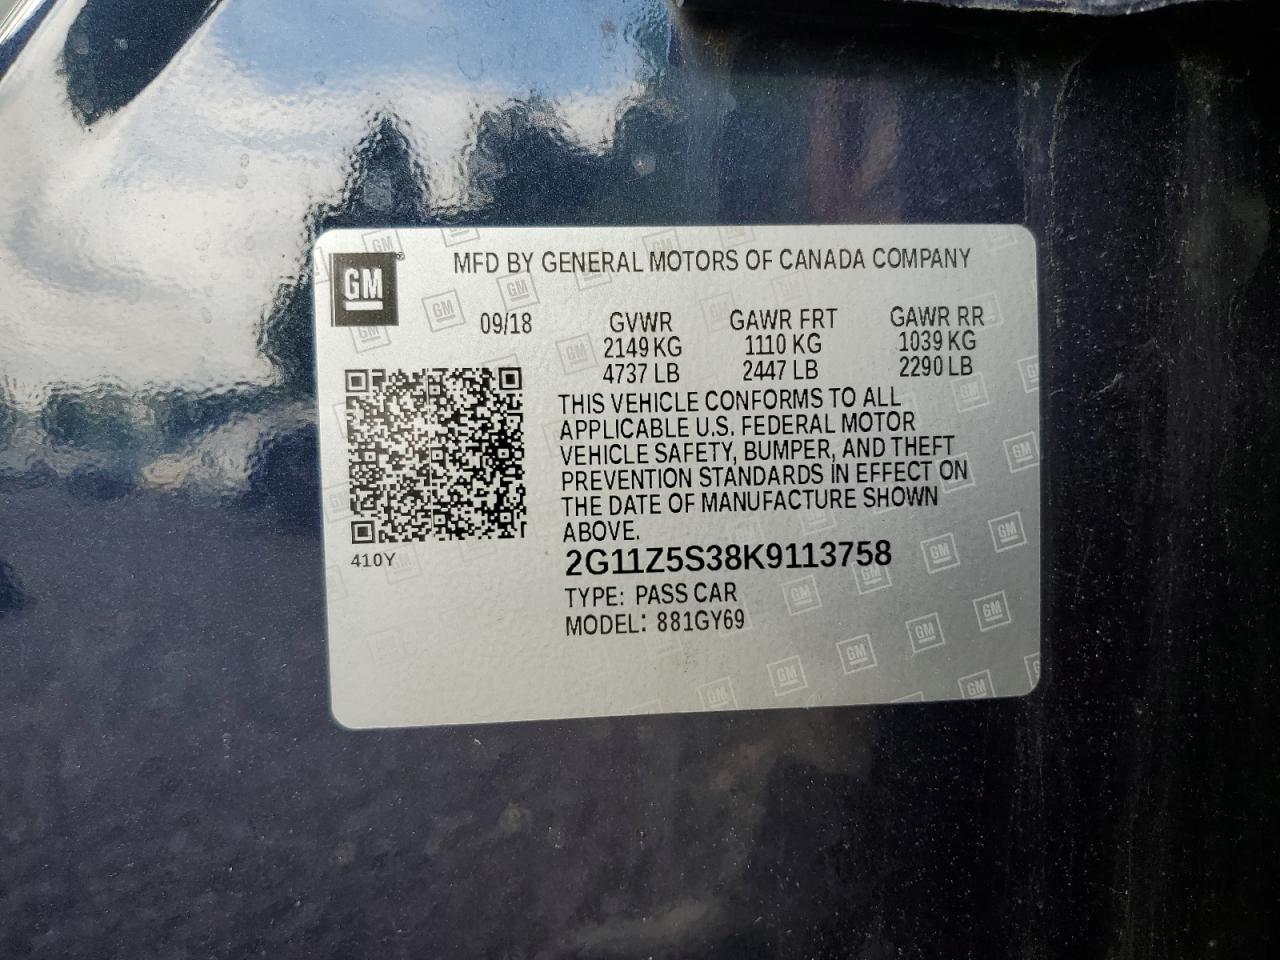 GM
MFD BY GENERAL MOTORS OF CANADA COMPANY
09/18 GVWR GAWR FRT GAWR RR
2149 KG 1110 KG 1039 KG
4737 LB 2447 LB 2290 LB
THIS VEHICLE CONFORMS TO ALL
APPLICABLE U.S. FEDERAL MOTOR
VEHICLE SAFETY, BUMPER, AND THEFT
PREVENTION STANDARDS IN EFFECT ON
THE DATE OF MANUFACTURE SHOWN
ABOVE.
410Y
2G11Z5S38K9113758
TYPE: PASS CAR
MODEL: 881GY69